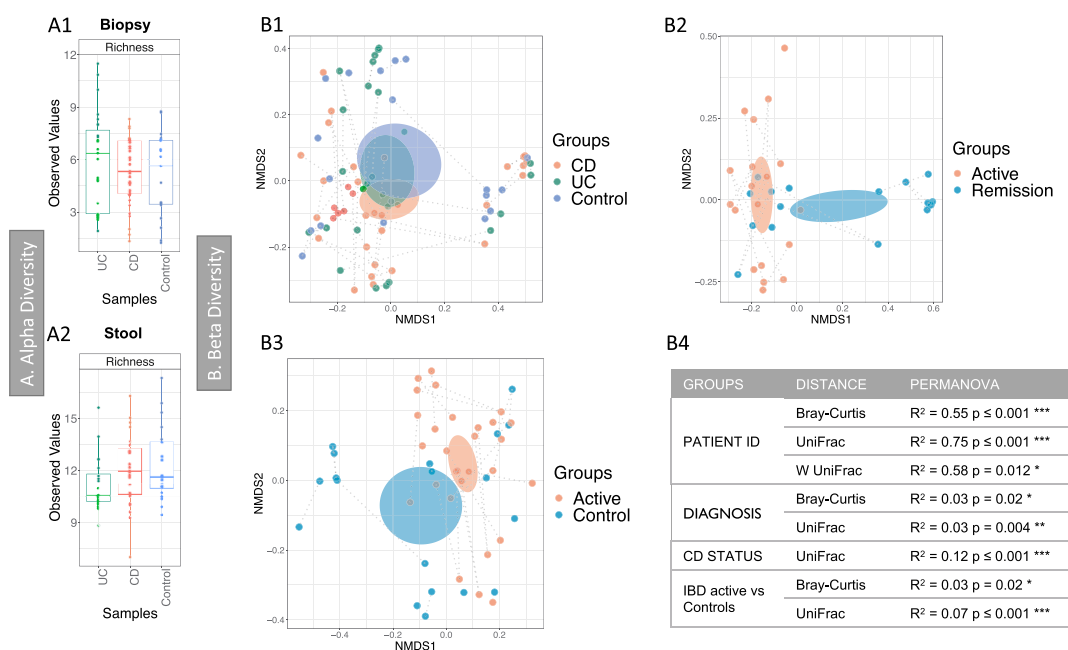 A. Alpha Diversity
B. Beta Diversity
A1
Biopsy
Richness
Observed Values
12
9
6
3
UC
CD
Control
Samples
A2
Stool
Richness
Observed Values
15
12
9
UC
CD
Control
Samples
B1
NMDS2
0.4
0.2
0.0
−0.2
−0.2
0.0
0.2
0.4
NMDS1
Groups
CD
UC
Control
B2
NMDS2
0.50
0.25
0.00
−0.25
−0.2
0.0
0.2
0.4
0.6
NMDS1
Groups
Active
Remission
B3
NMDS2
0.2
0.0
−0.2
−0.4
−0.4
−0.2
0.0
0.2
NMDS1
Groups
Active
Control
B4
GROUPS DISTANCE PERMANOVA
PATIENT ID
Bray-Curtis R² = 0.55 p ≤ 0.001 ***
UniFrac R² = 0.75 p ≤ 0.001 ***
W UniFrac R² = 0.58 p = 0.012 *
DIAGNOSIS
Bray-Curtis R² = 0.03 p = 0.02 *
UniFrac R² = 0.03 p = 0.004 **
CD STATUS UniFrac R² = 0.12 p ≤ 0.001 ***
IBD active vs
Controls
Bray-Curtis R² = 0.03 p = 0.02 *
UniFrac R² = 0.07 p ≤ 0.001 ***